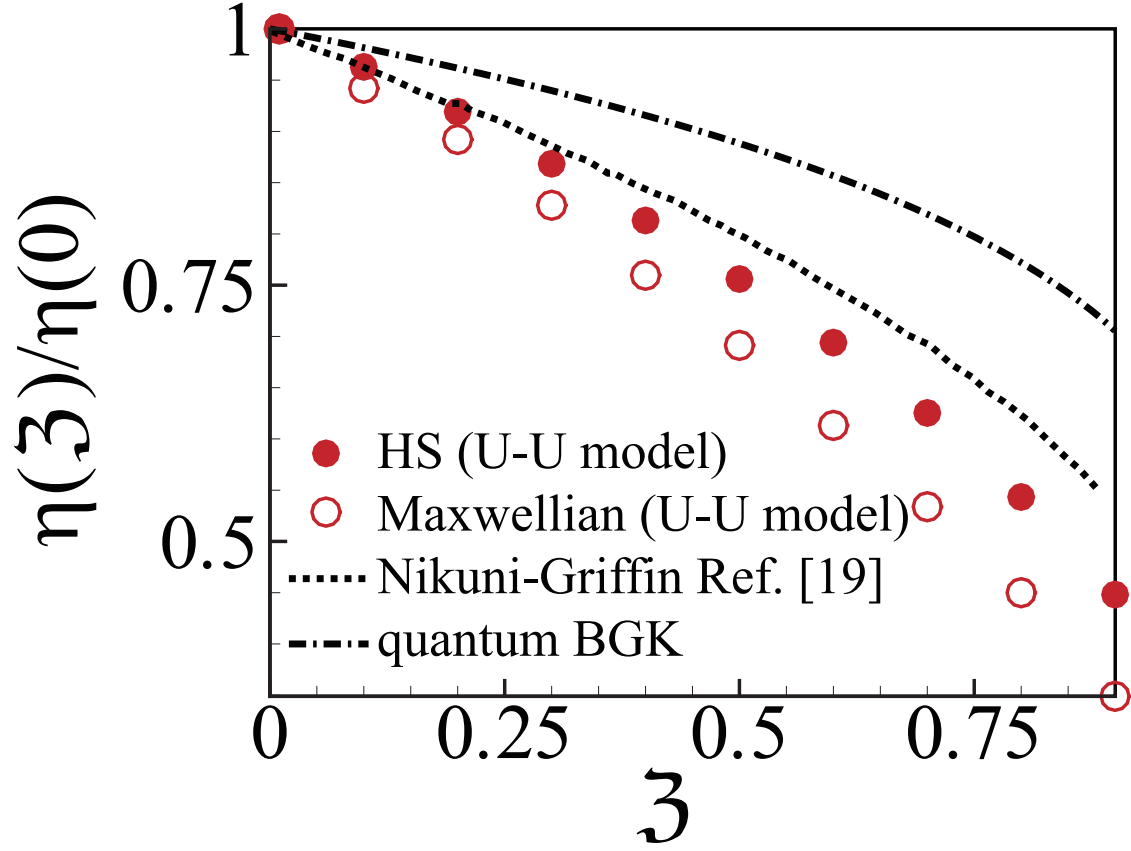 1
0.75
0.5
η(ℨ)/η(0)
HS (U-U model)
Maxwellian (U-U model)
Nikuni-Griffin Ref. [19]
quantum BGK
0 0.25 0.5 0.75
ℨ